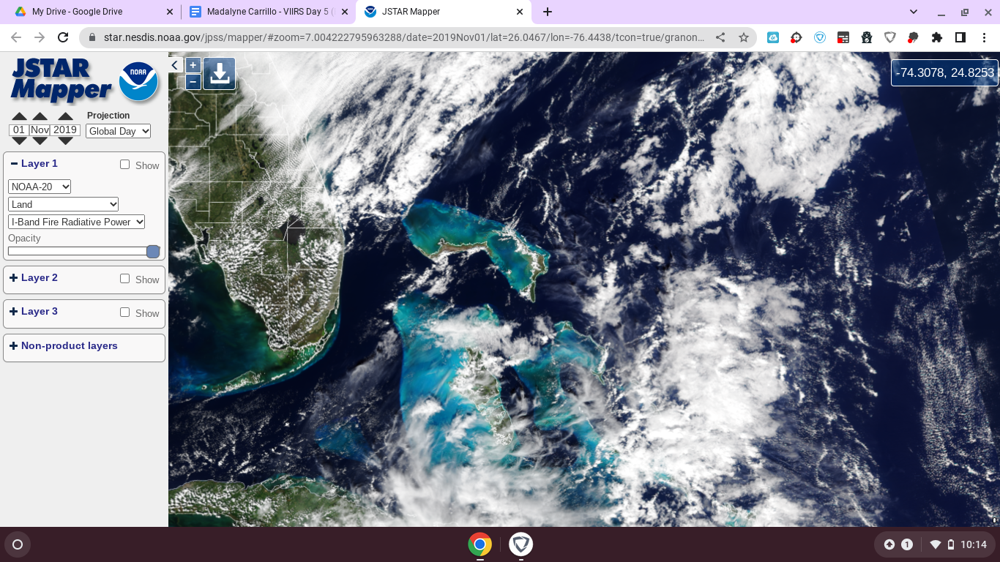 My Drive - Google Drive
Madalyne Carrillo - VIIRS Day 5 (
JSTAR Mapper
star.nesdis.noaa.gov/jpss/mapper/#zoom=7.004222795963288/date=2019Nov01/lat=26.0467/lon=-76.4438/tcon=true/granon…
JSTAR
Mapper
NOAA
Projection
01 Nov 2019
Global Day
Layer 1
Show
NOAA-20
Land
I-Band Fire Radiative Power
Opacity
Layer 2
Show
Layer 3
Show
Non-product layers
+
−
-74.3078, 24.8253
1
10:14